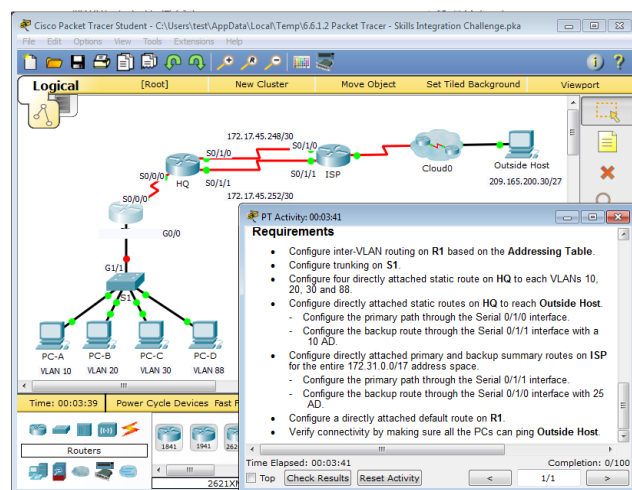 Cisco Packet Tracer Student - C:\Users\test\AppData\Local\Temp\6.6.1.2 Packet Tracer - Skills Integration Challenge.pka
File Edit Options View Tools Extensions Help
Logical [Root] New Cluster Move Object Set Tiled Background Viewport
172.17.45.248/30
S0/1/0 S0/1/0
S0/0/0 HQ S0/1/1 S0/1/1 ISP Cloud0 Outside Host
209.165.200.30/27
S0/0/0 172.17.45.252/30
G0/0
G1/1
S1
PC-A PC-B PC-C PC-D
VLAN 10 VLAN 20 VLAN 30 VLAN 88
PT Activity: 00:03:41
Requirements
• Configure inter-VLAN routing on R1 based on the Addressing Table.
• Configure trunking on S1.
• Configure four directly attached static route on HQ to each VLANs 10,
20, 30 and 88.
• Configure directly attached static routes on HQ to reach Outside Host.
- Configure the primary path through the Serial 0/1/0 interface.
- Configure the backup route through the Serial 0/1/1 interface with a
10 AD.
• Configure directly attached primary and backup summary routes on ISP
for the entire 172.31.0.0/17 address space.
- Configure the primary path through the Serial 0/1/1 interface.
- Configure the backup route through the Serial 0/1/0 interface with 25
AD.
• Configure a directly attached default route on R1.
• Verify connectivity by making sure all the PCs can ping Outside Host.
Time Elapsed: 00:03:41 Completion: 0/100
Top Check Results Reset Activity < 1/1 >
Time: 00:03:39 Power Cycle Devices Fast F
Routers
1841 1941 262
2621XM